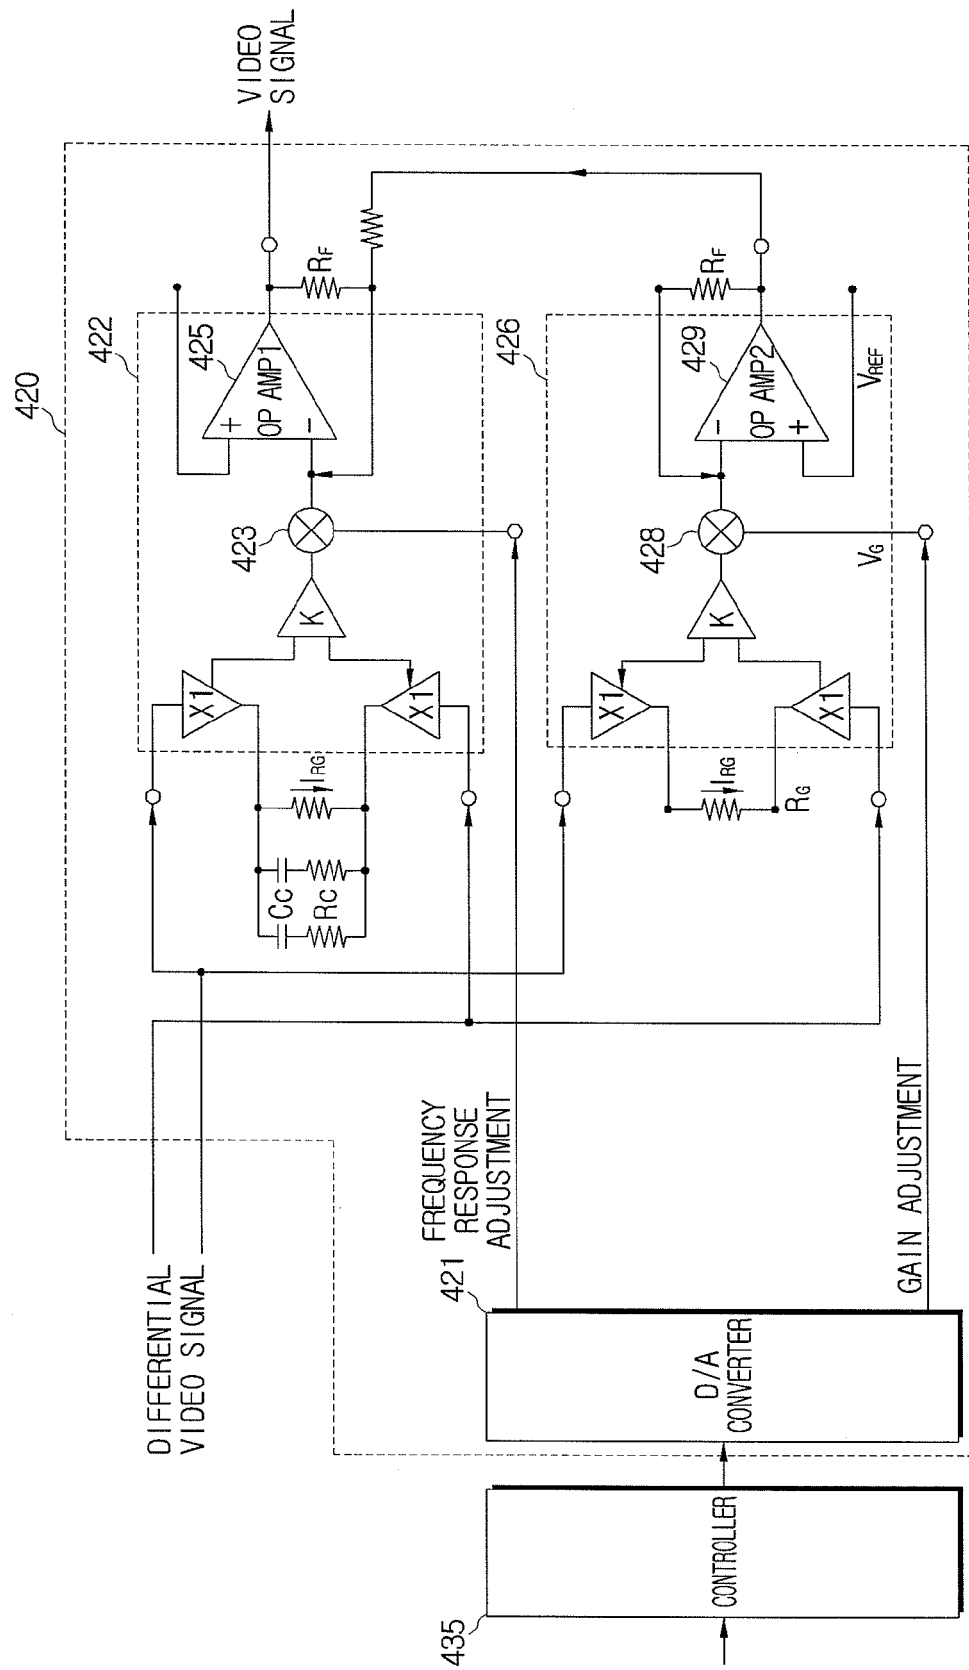 420
VIDEO
SIGNAL
422
425
OP AMP1
+
-
RF
423
K
X1
X1
IRG
Cc
Rc
426
429
OP AMP2
-
+
RF
VREF
428
VG
K
X1
X1
IRG
RG
DIFFERENTIAL
VIDEO SIGNAL
FREQUENCY
RESPONSE
ADJUSTMENT
GAIN ADJUSTMENT
421
D/A
CONVERTER
435
CONTROLLER